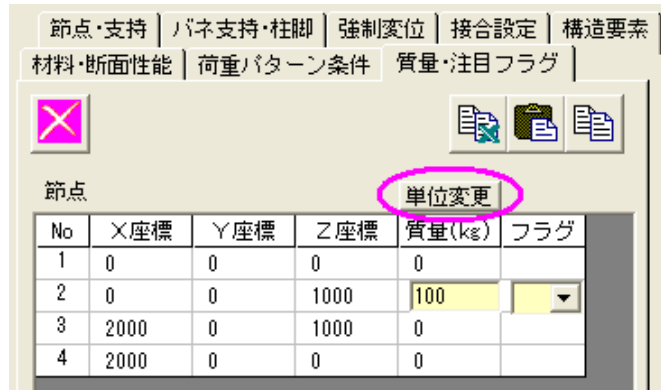 節点・支持 バネ支持・柱脚 強制変位 接合設定 構造要素
材料・断面性能 荷重パターン条件 質量・注目フラグ
節点 単位変更
No X座標 Y座標 Z座標 質量(kg) フラグ
1 0 0 0 0
2 0 0 1000 100
3 2000 0 1000 0
4 2000 0 0 0